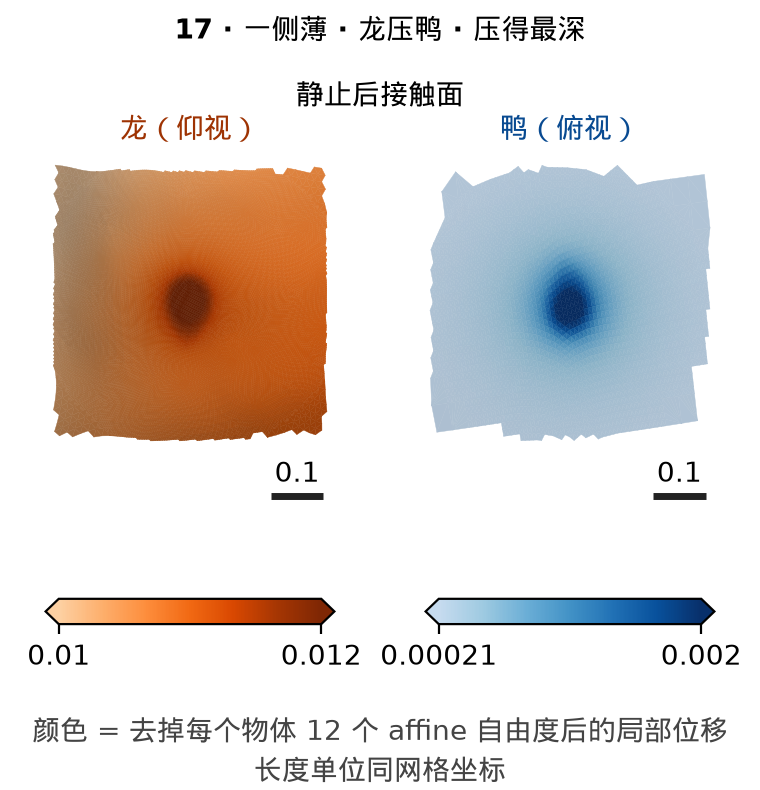 17 · 一侧薄 · 龙压鸭 · 压得最深
静止后接触面
龙（仰视）
鸭（俯视）
0.1
0.1
0.01
0.012
0.00021
0.002
颜色 = 去掉每个物体 12 个 affine 自由度后的局部位移
长度单位同网格坐标